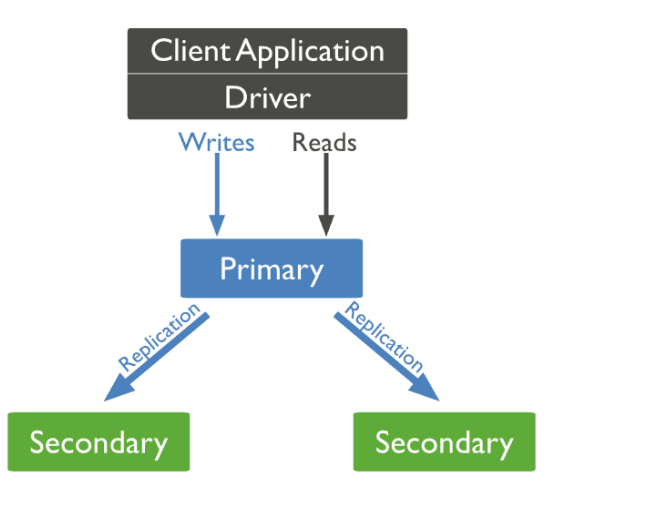 Client Application
Driver
Writes
Reads
Primary
Replication
Replication
Secondary
Secondary